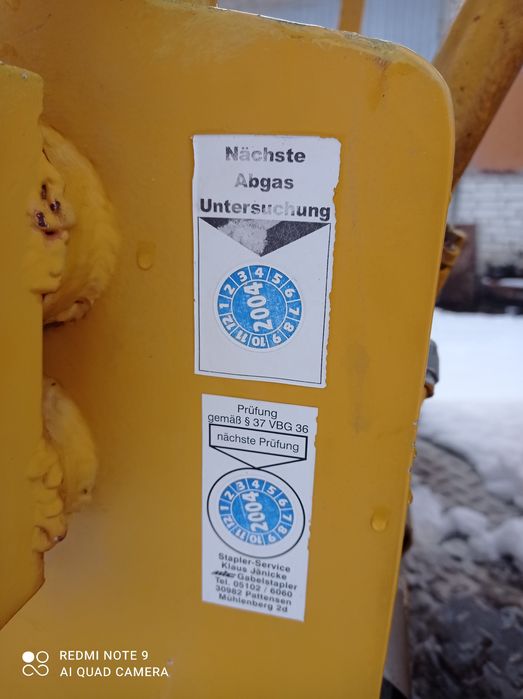 Nächste
Abgas
Untersuchung
1 2 3 4 5 6 7 8 9 10 11 12
2004
Prüfung
gemäß § 37 VBG 36
nächste Prüfung
1 2 3 4 5 6 7 8 9 10 11 12
2004
Stapler-Service
Klaus Jänicke
Gabelstapler
Tel. 05102 / 6060
30982 Pattensen
Mühlenberg 2d
REDMI NOTE 9
AI QUAD CAMERA